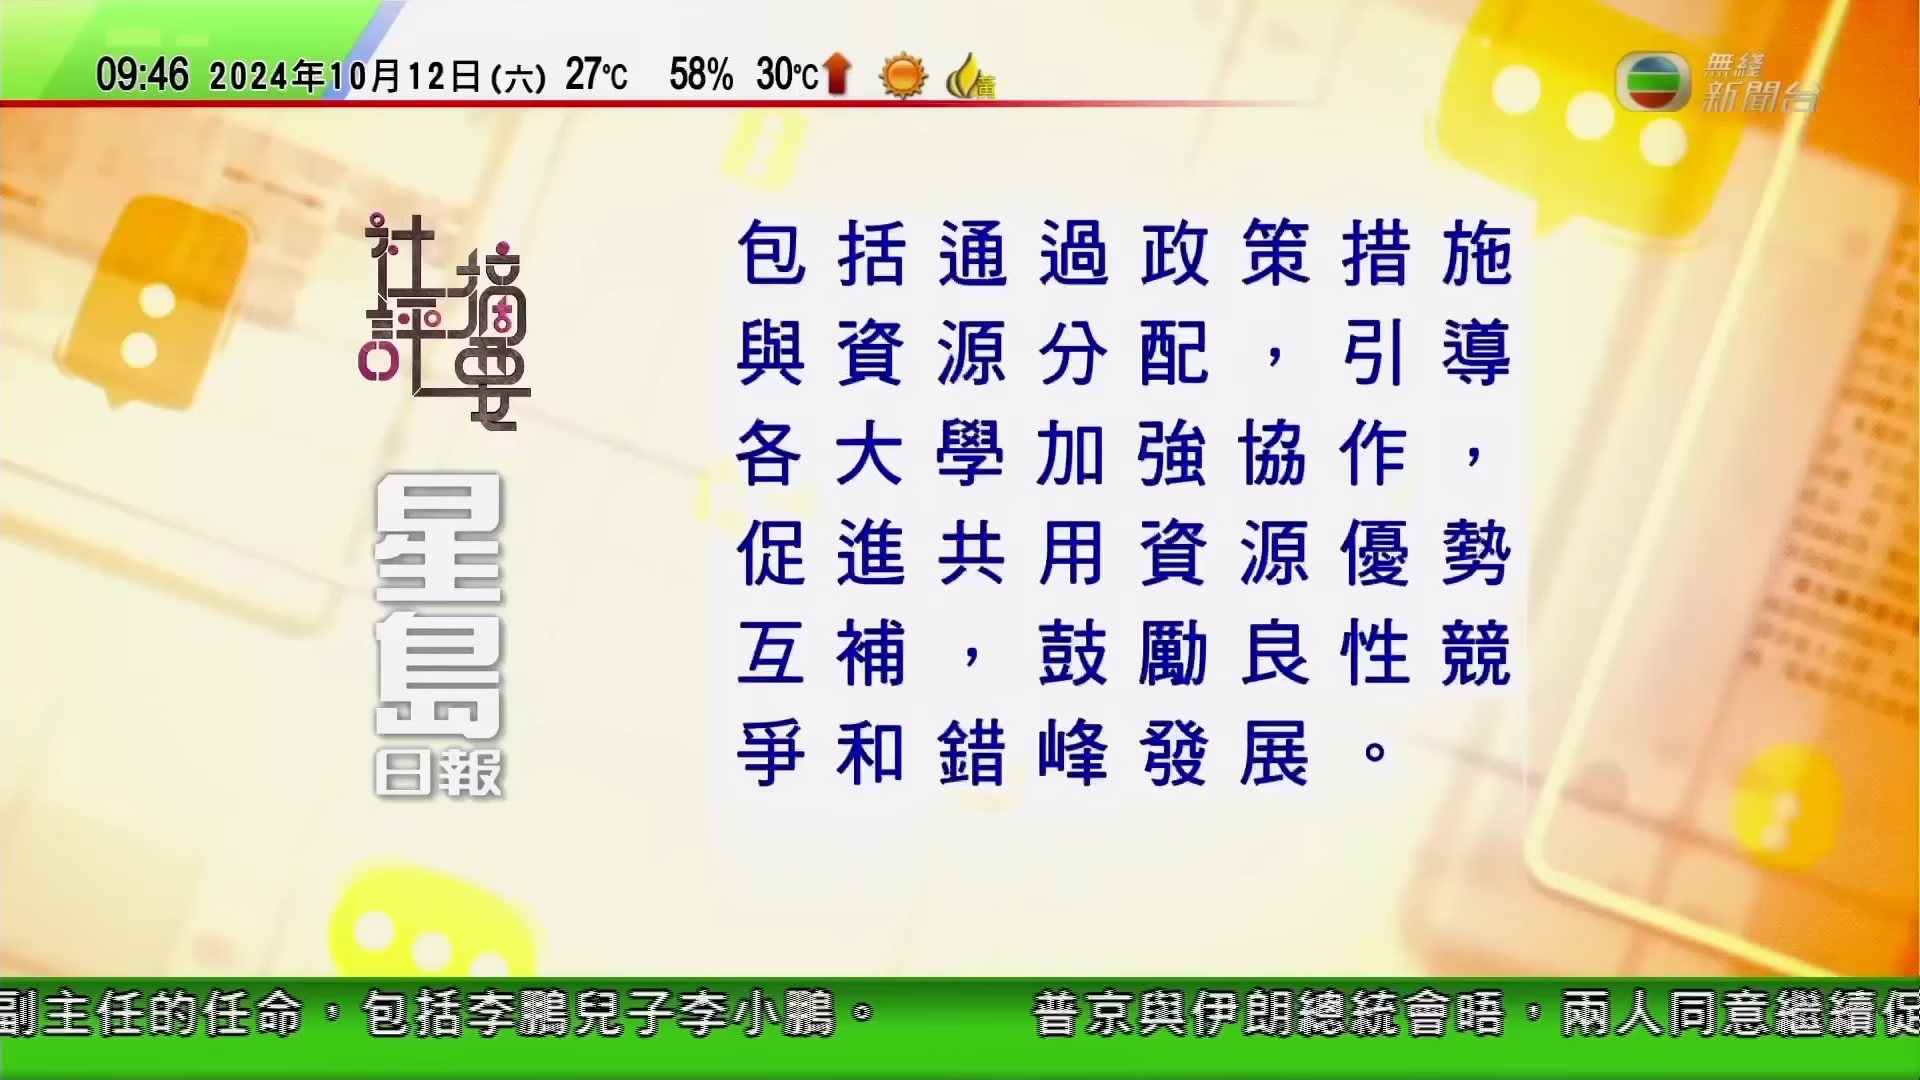 09:46 2024年10月12日(六) 27℃ 58% 30℃ 黃
無綫
新聞台
社評
摘要
星島
日報
包括通過政策措施
與資源分配，引導
各大學加強協作，
促進共用資源優勢
互補，鼓勵良性競
爭和錯峰發展。
副主任的任命，包括李鵬兒子李小鵬。 普京與伊朗總統會晤，兩人同意繼續促